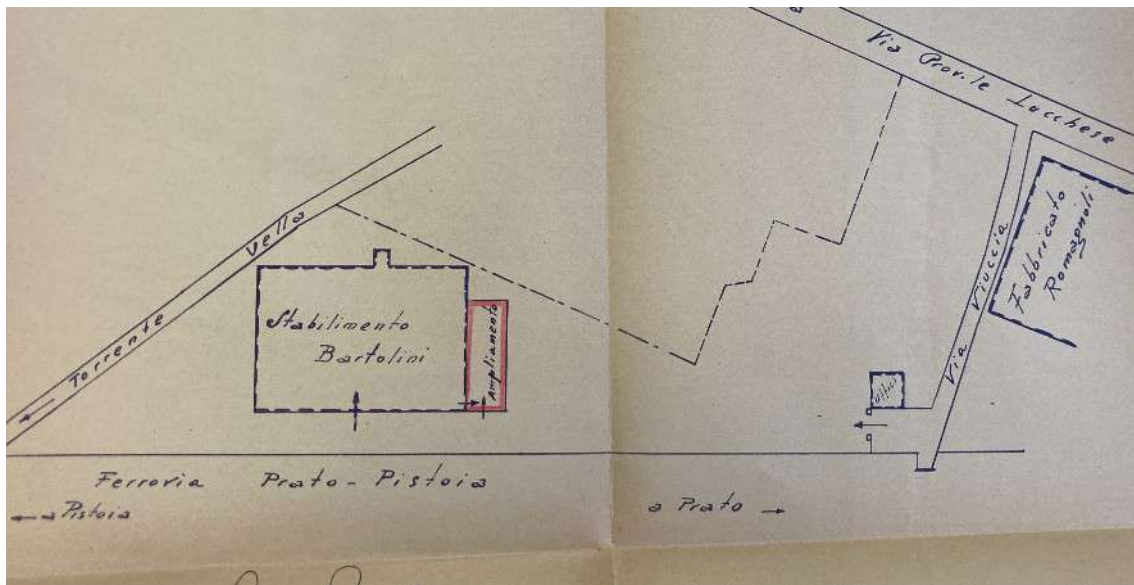 Via Prov.le Lucchese
Torrente Vella
Stabilimento
Bartolini
Ampliamento
Via Viuccia
Fabbricato
Romagnoli
Ferrovia Prato - Pistoia
a Pistoia
a Prato